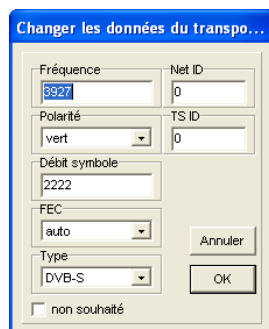 Changer les données du transpo...
Fréquence
Net ID
3927
0
Polarité
TS ID
vert
0
Débit symbole
2222
FEC
auto
Annuler
Type
DVB-S
OK
non souhaité